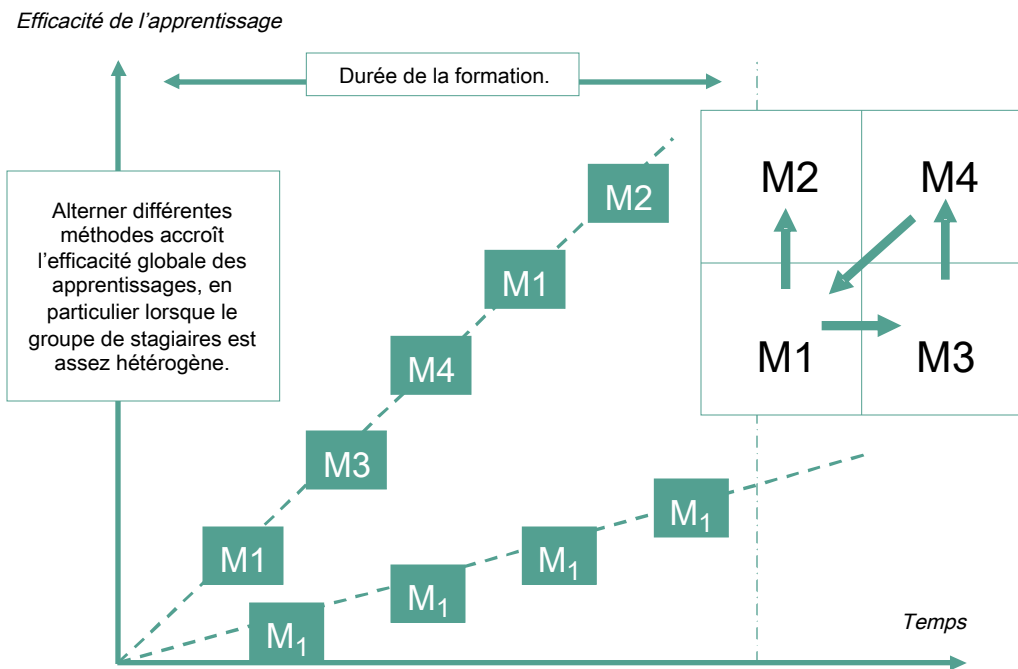 Efficacité de l’apprentissage
Durée de la formation.
Alterner différentes
méthodes accroît
l’efficacité globale des
apprentissages, en
particulier lorsque le
groupe de stagiaires est
assez hétérogène.
M2
M1
M4
M3
M1
M2 M4
M1 M3
M₁
M₁
M₁
M₁
Temps